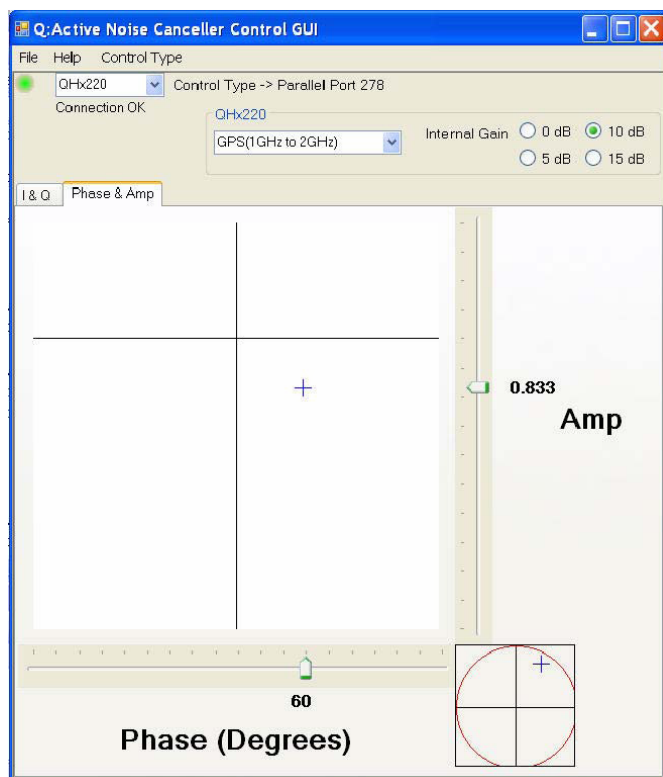 Q:Active Noise Canceller Control GUI
File Help Control Type
QHx220 Control Type -> Parallel Port 278
Connection OK
QHx220
GPS(1GHz to 2GHz)
Internal Gain 0 dB 10 dB
5 dB 15 dB
I & Q Phase & Amp
0.833
Amp
60
Phase (Degrees)